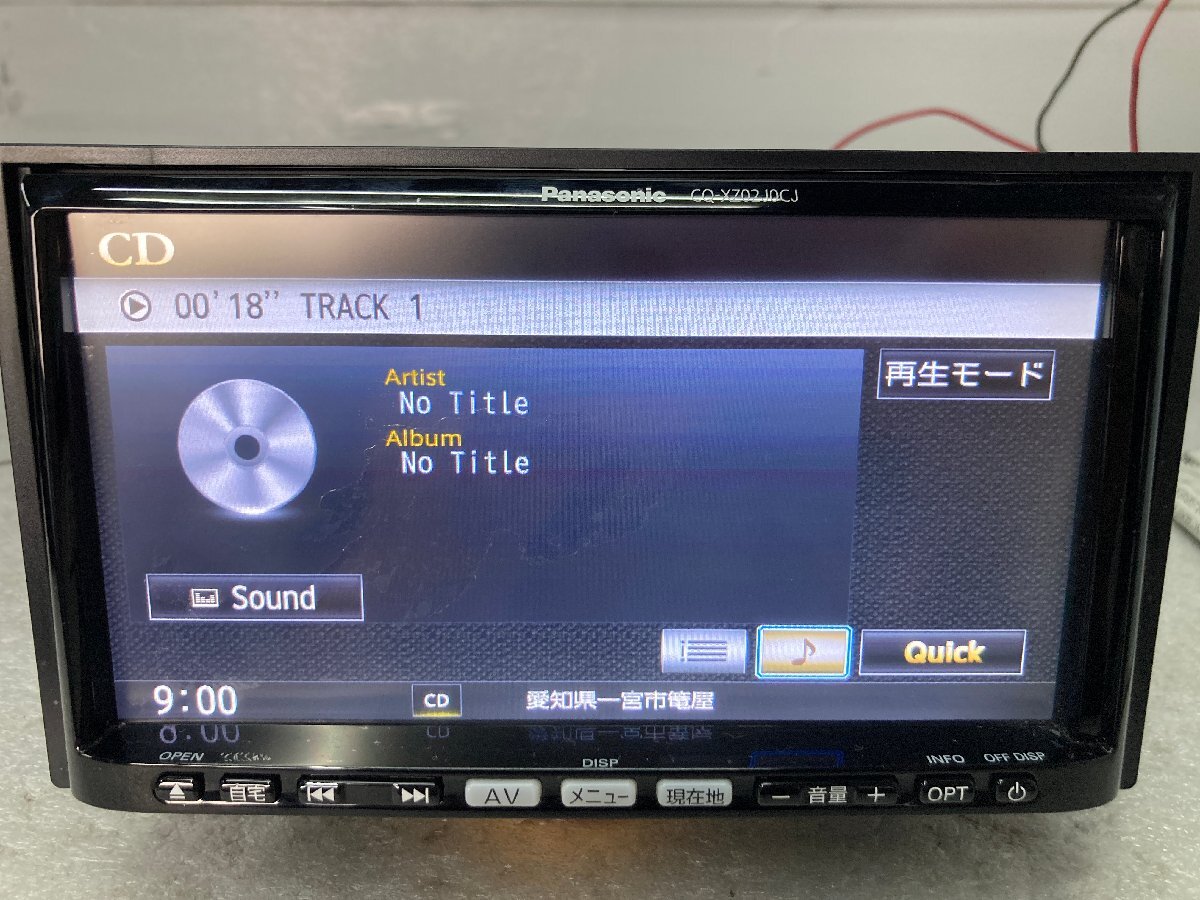 Panasonic CQ-XZ02J0CJ
CD
00'18'' TRACK 1
Artist
No Title
Album
No Title
再生モード
Sound
Quick
9:00 CD 愛知県一宮市篭屋
OPEN DISP INFO OFF DISP
自宅 AV メニュー 現在地 － 音量 ＋ OPT